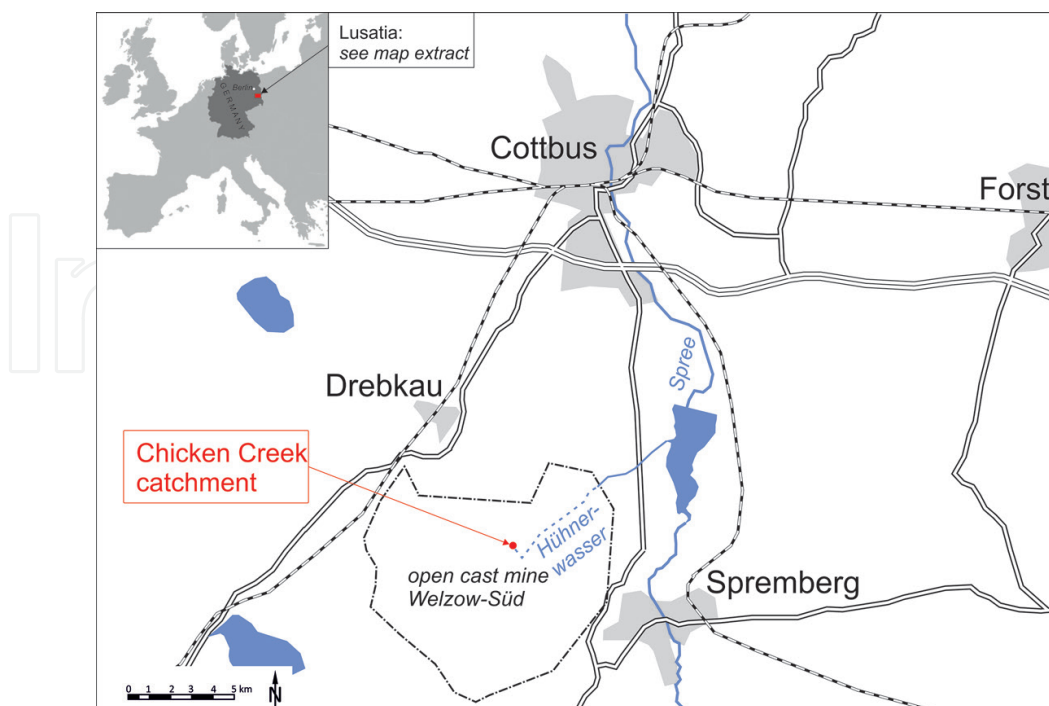 Lusatia:
see map extract
Berlin
GERMANY
Cottbus
Forst
Spree
Drebkau
Chicken Creek
catchment
Hühner-
wasser
open cast mine
Welzow-Süd
Spremberg
0 1 2 3 4 5 km
N
In